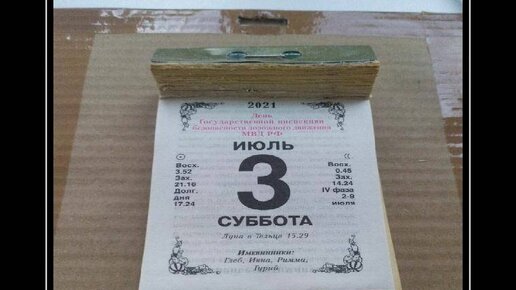 2021
День
Государственной инспекции
безопасности дорожного движения
МВД РФ
ИЮЛЬ
Восх.
3.52
Зах.
21.10
Долг.
дня
17.24
3
Восх.
0.45
Зах.
14.24
IV фаза
2-9
июля
СУББОТА
Луна в Тельце 15.29
Именинники:
Глеб, Инна, Римма,
Гурий